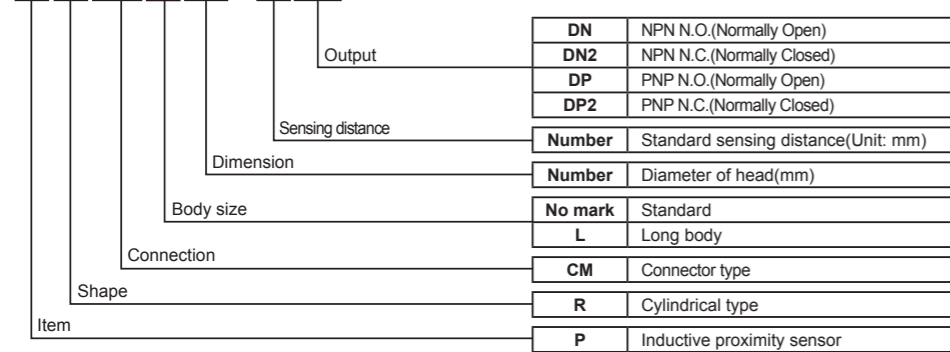 Output
DN NPN N.O.(Normally Open)
DN2 NPN N.C.(Normally Closed)
DP PNP N.O.(Normally Open)
DP2 PNP N.C.(Normally Closed)
Sensing distance
Number Standard sensing distance(Unit: mm)
Dimension
Number Diameter of head(mm)
Body size
No mark Standard
L Long body
Connection
CM Connector type
Shape
R Cylindrical type
Item
P Inductive proximity sensor